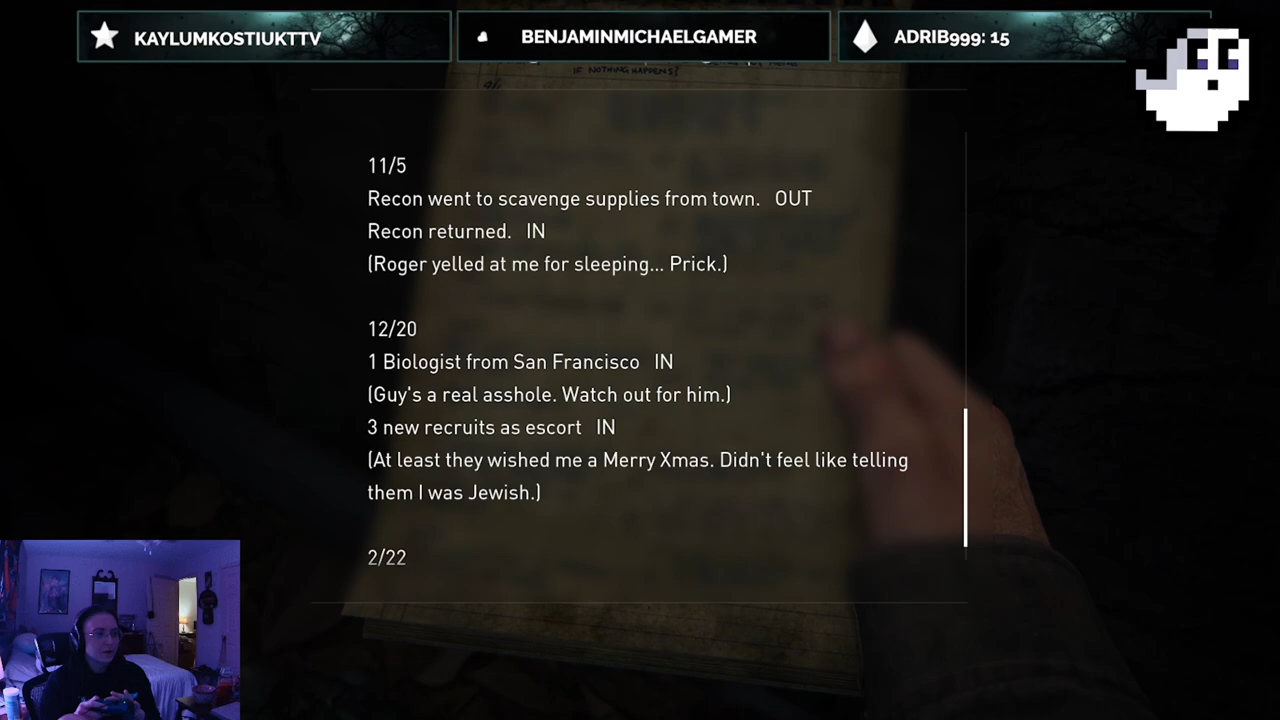 KAYLUMKOSTIUKTTV
BENJAMINMICHAELGAMER
ADRIB999: 15
IF NOTHING HAPPENS?
11/5
Recon went to scavenge supplies from town. OUT
Recon returned. IN
(Roger yelled at me for sleeping... Prick.)
12/20
1 Biologist from San Francisco IN
(Guy's a real asshole. Watch out for him.)
3 new recruits as escort IN
(At least they wished me a Merry Xmas. Didn't feel like telling
them I was Jewish.)
2/22